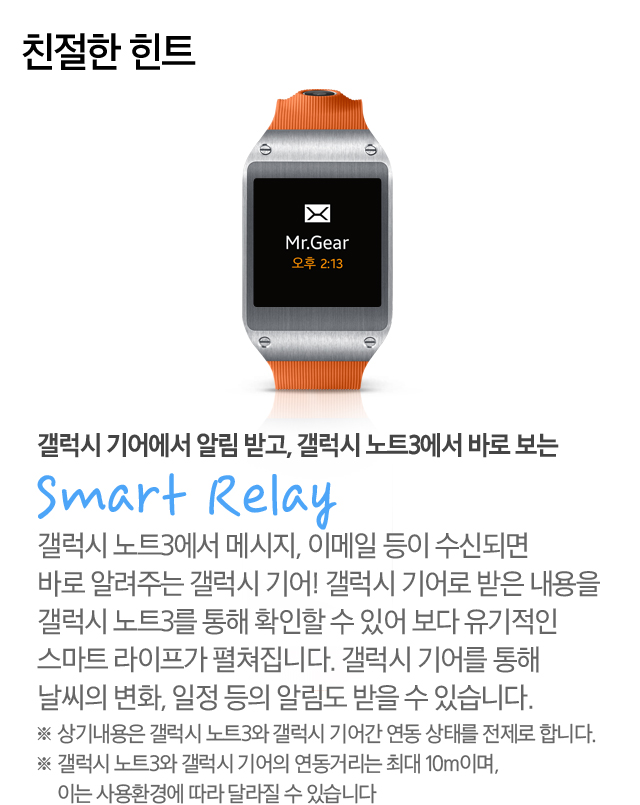 친절한 힌트
Mr.Gear
오후 2:13
갤럭시 기어에서 알림 받고, 갤럭시 노트3에서 바로 보는
Smart Relay
갤럭시 노트3에서 메시지, 이메일 등이 수신되면
바로 알려주는 갤럭시 기어! 갤럭시 기어로 받은 내용을
갤럭시 노트3를 통해 확인할 수 있어 보다 유기적인
스마트 라이프가 펼쳐집니다. 갤럭시 기어를 통해
날씨의 변화, 일정 등의 알림도 받을 수 있습니다.
※ 상기내용은 갤럭시 노트3와 갤럭시 기어간 연동 상태를 전제로 합니다.
※ 갤럭시 노트3와 갤럭시 기어의 연동거리는 최대 10m이며,
이는 사용환경에 따라 달라질 수 있습니다